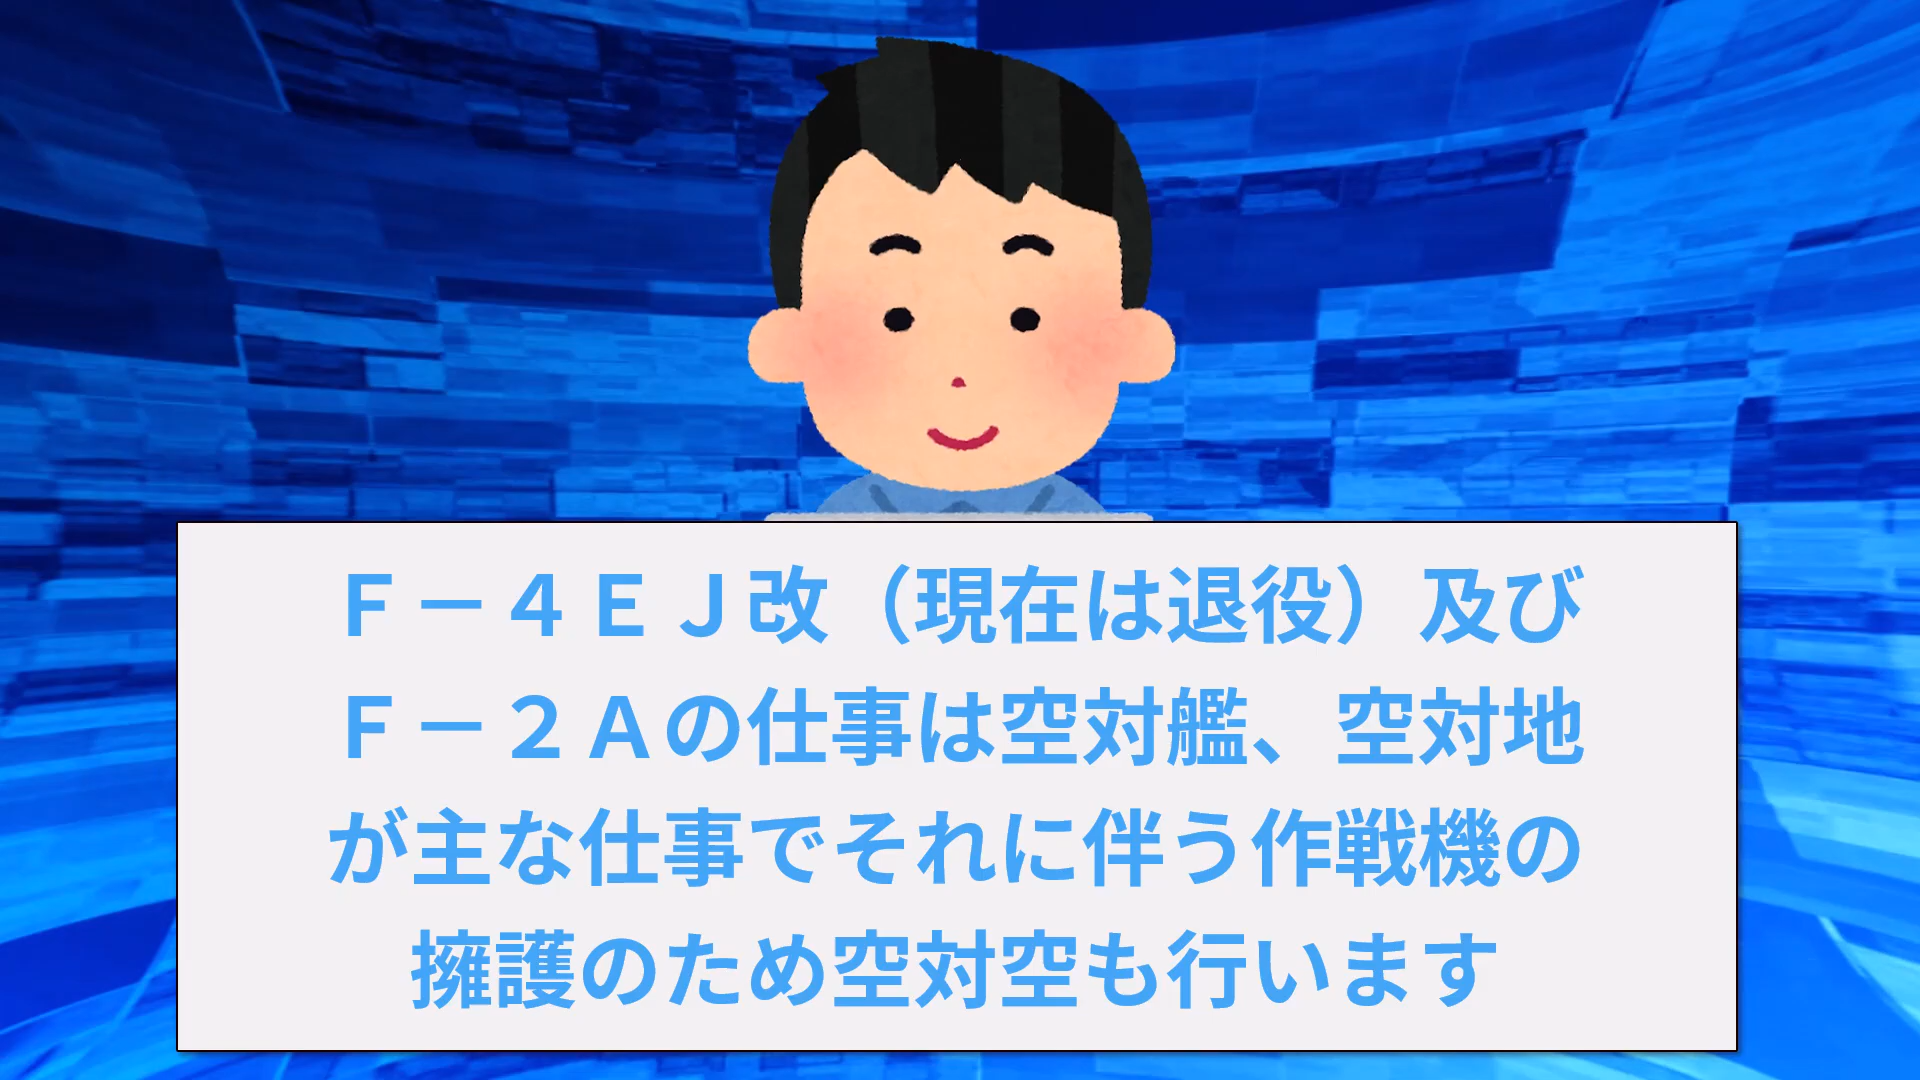 Ｆ－４ＥＪ改（現在は退役）及び
Ｆ－２Ａの仕事は空対艦、空対地
が主な仕事でそれに伴う作戦機の
擁護のため空対空も行います